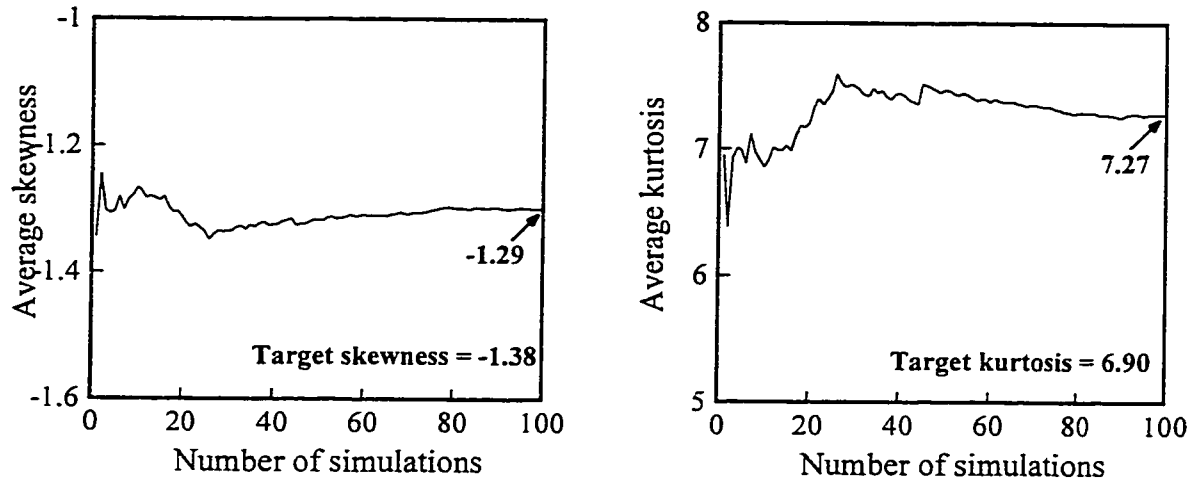 -1
-1.2
-1.4
-1.6
Average skewness
-1.29
Target skewness = -1.38
0 20 40 60 80 100
Number of simulations
8
7
6
5
Average kurtosis
7.27
Target kurtosis = 6.90
0 20 40 60 80 100
Number of simulations